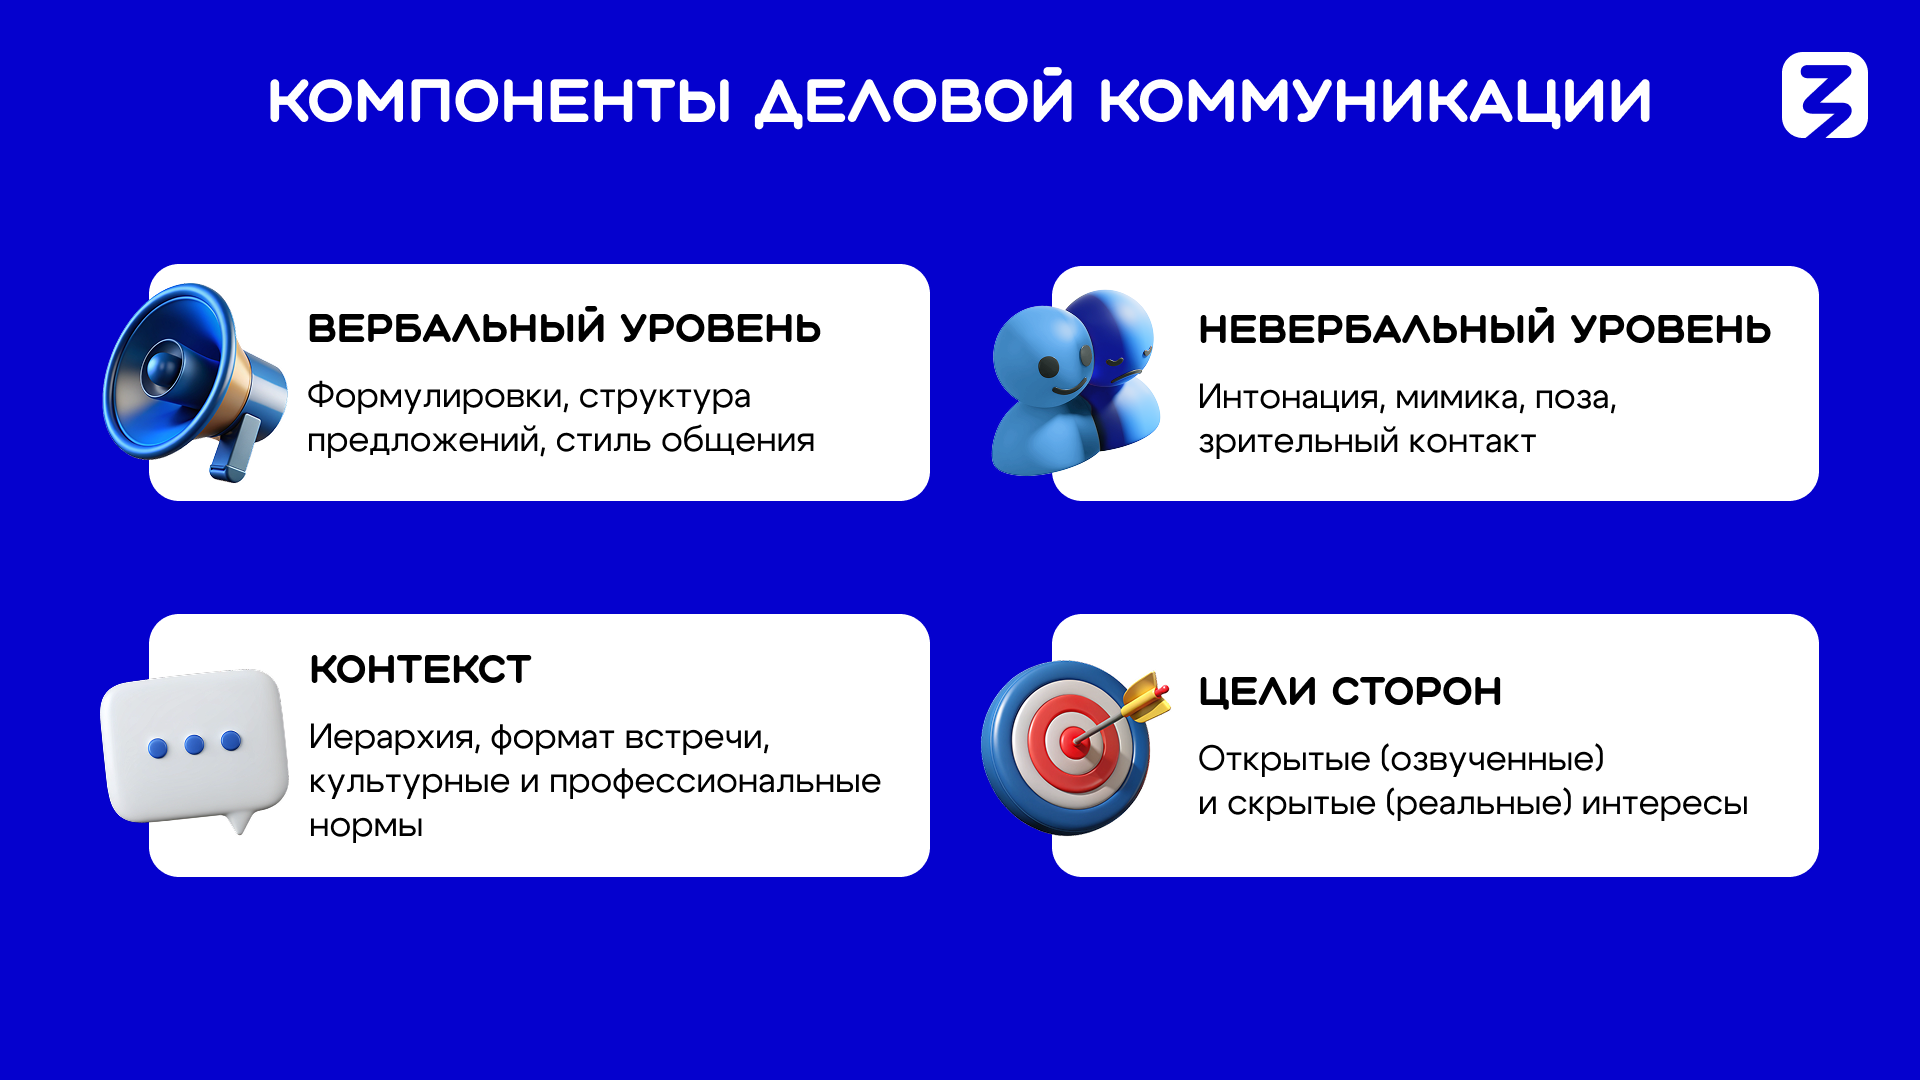 КОМПОНЕНТЫ ДЕЛОВОЙ КОММУНИКАЦИИ
ВЕРБАЛЬНЫЙ УРОВЕНЬ
Формулировки, структура
предложений, стиль общения
НЕВЕРБАЛЬНЫЙ УРОВЕНЬ
Интонация, мимика, поза,
зрительный контакт
КОНТЕКСТ
Иерархия, формат встречи,
культурные и профессиональные
нормы
ЦЕЛИ СТОРОН
Открытые (озвученные)
и скрытые (реальные) интересы